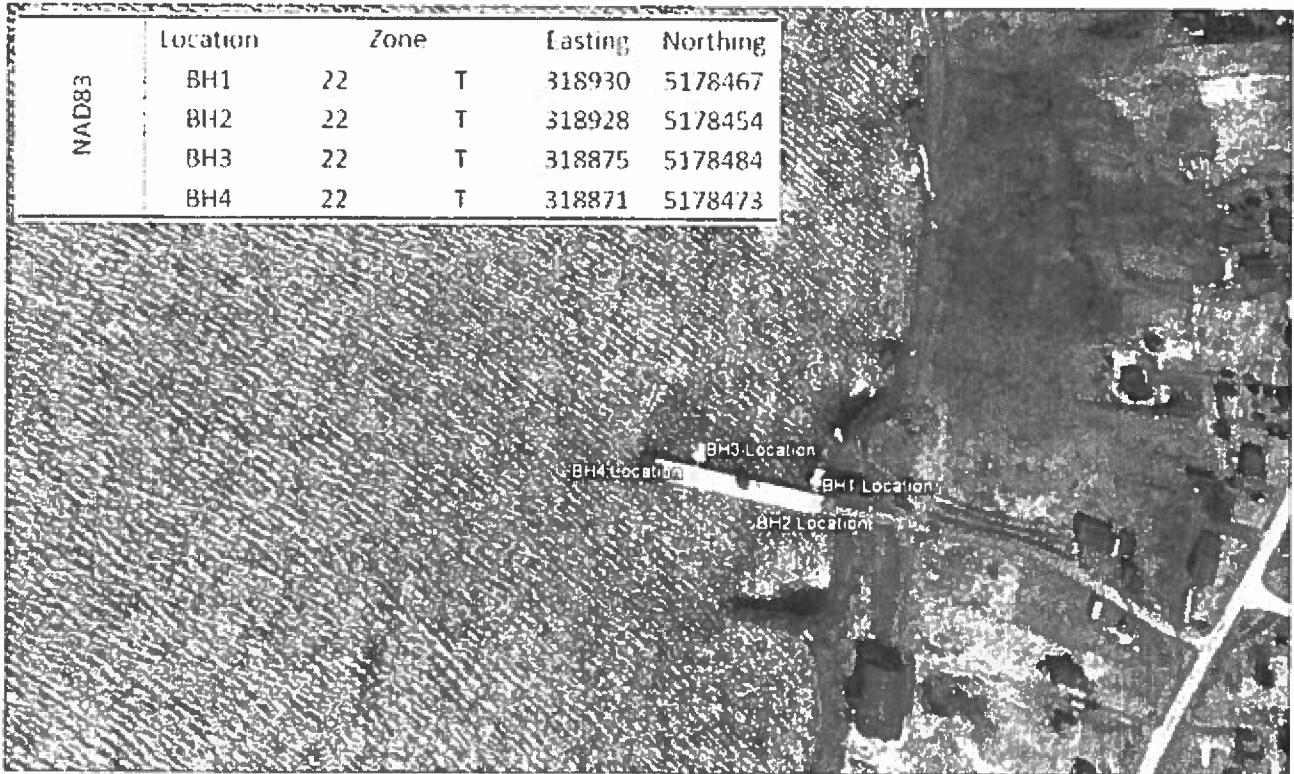 Location Zone Easting Northing
NAD83
BH1 22 T 318930 5178467
BH2 22 T 318928 5178454
BH3 22 T 318875 5178484
BH4 22 T 318871 5178473
BH3 Location
BH4 Location
BH1 Location
BH2 Location